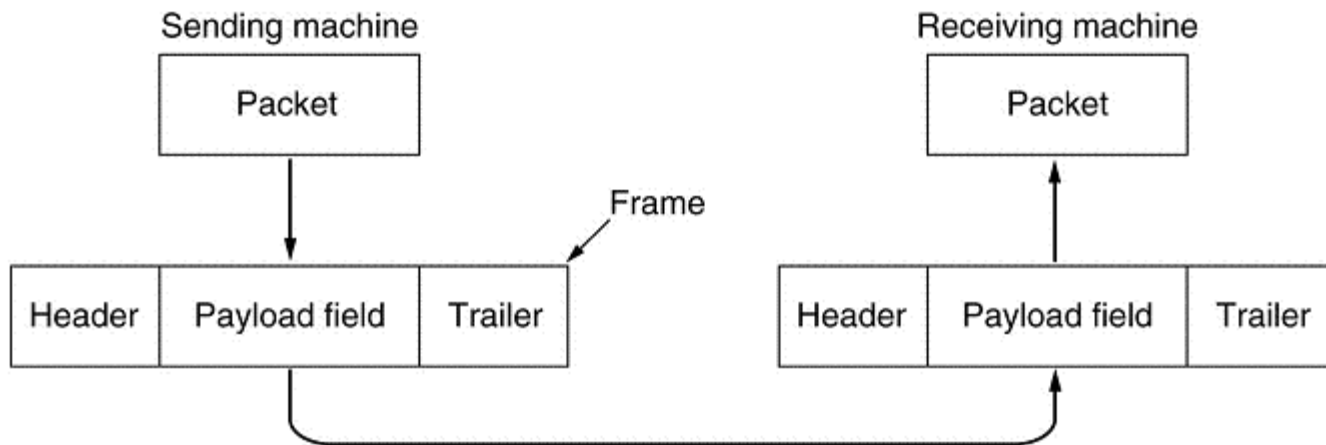 Sending machine
Receiving machine
Packet
Packet
Frame
Header
Payload field
Trailer
Header
Payload field
Trailer